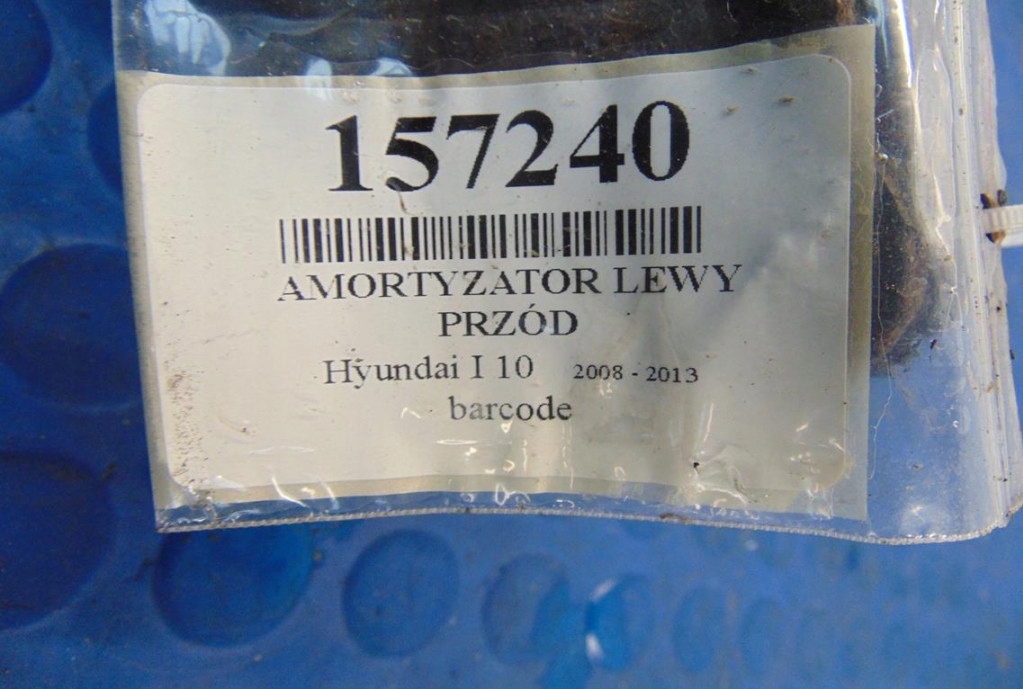 157240
AMORTYZATOR LEWY
PRZÓD
Hyundai I 10 2008 - 2013
barcode